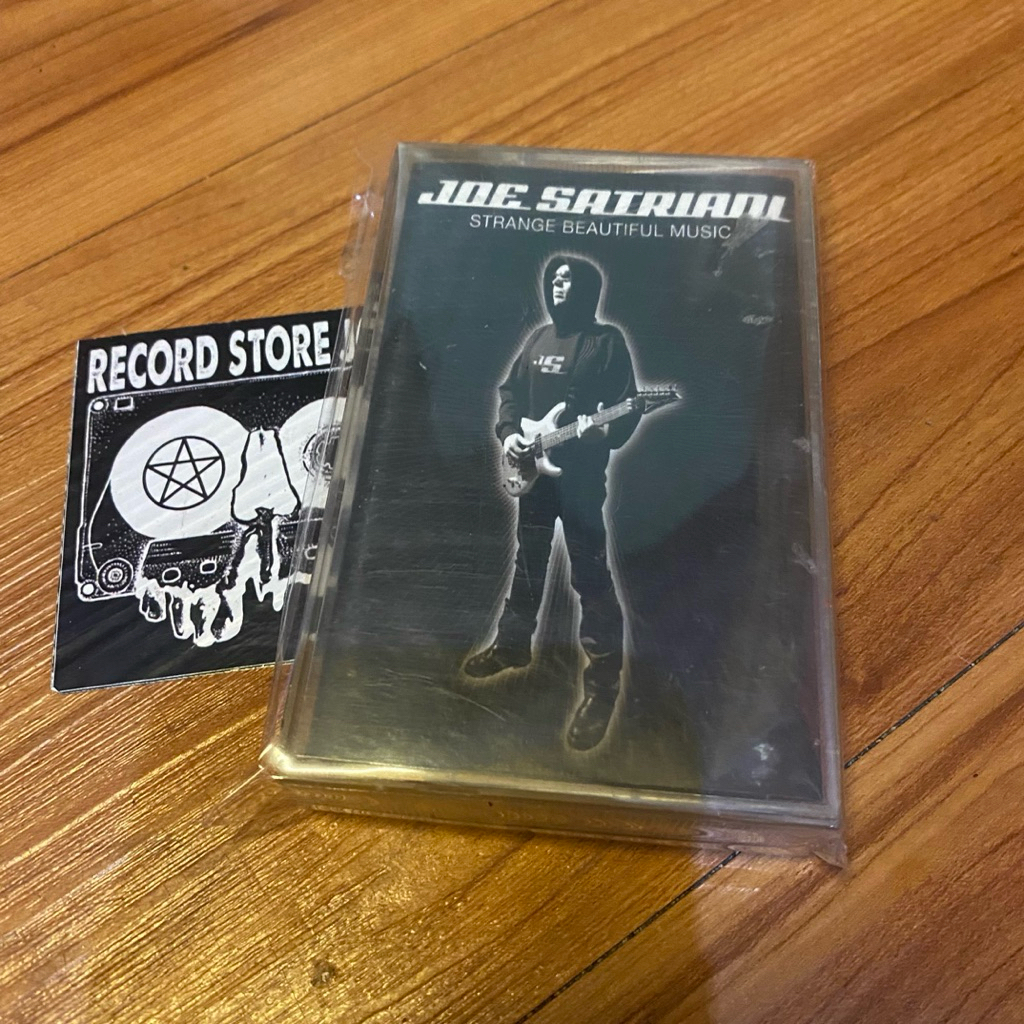 JOE SATRIANI
STRANGE BEAUTIFUL MUSIC
JS
RECORD STORE